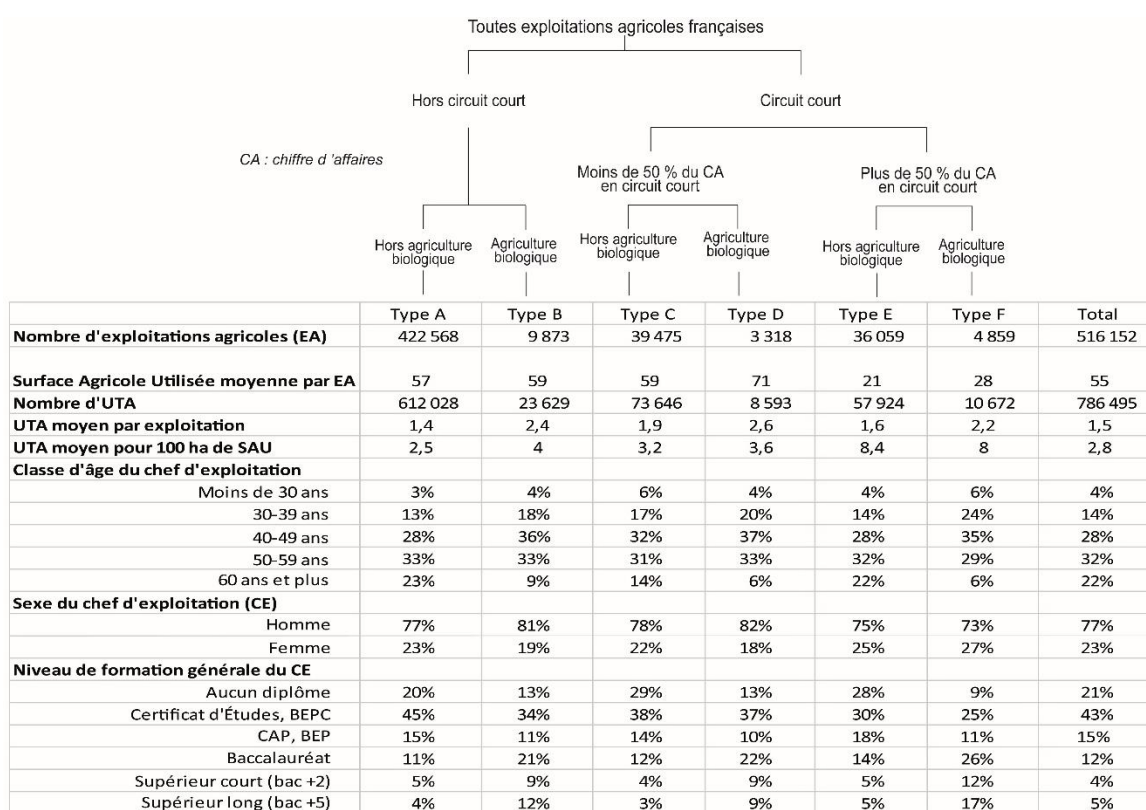 Toutes exploitations agricoles françaises
Hors circuit court
Circuit court
CA : chiffre d 'affaires
Moins de 50 % du CA
en circuit court
Plus de 50 % du CA
en circuit court
Hors agriculture
biologique
Agriculture
biologique
Hors agriculture
biologique
Agriculture
biologique
Hors agriculture
biologique
Agriculture
biologique
Type A Type B Type C Type D Type E Type F Total
Nombre d'exploitations agricoles (EA) 422 568 9 873 39 475 3 318 36 059 4 859 516 152
Surface Agricole Utilisée moyenne par EA 57 59 59 71 21 28 55
Nombre d'UTA 612 028 23 629 73 646 8 593 57 924 10 672 786 495
UTA moyen par exploitation 1,4 2,4 1,9 2,6 1,6 2,2 1,5
UTA moyen pour 100 ha de SAU 2,5 4 3,2 3,6 8,4 8 2,8
Classe d'âge du chef d'exploitation
Moins de 30 ans 3% 4% 6% 4% 4% 6% 4%
30-39 ans 13% 18% 17% 20% 14% 24% 14%
40-49 ans 28% 36% 32% 37% 28% 35% 28%
50-59 ans 33% 33% 31% 33% 32% 29% 32%
60 ans et plus 23% 9% 14% 6% 22% 6% 22%
Sexe du chef d'exploitation (CE)
Homme 77% 81% 78% 82% 75% 73% 77%
Femme 23% 19% 22% 18% 25% 27% 23%
Niveau de formation générale du CE
Aucun diplôme 20% 13% 29% 13% 28% 9% 21%
Certificat d'Études, BEPC 45% 34% 38% 37% 30% 25% 43%
CAP, BEP 15% 11% 14% 10% 18% 11% 15%
Baccalauréat 11% 21% 12% 22% 14% 26% 12%
Supérieur court (bac +2) 5% 9% 4% 9% 5% 12% 4%
Supérieur long (bac +5) 4% 12% 3% 9% 5% 17% 5%